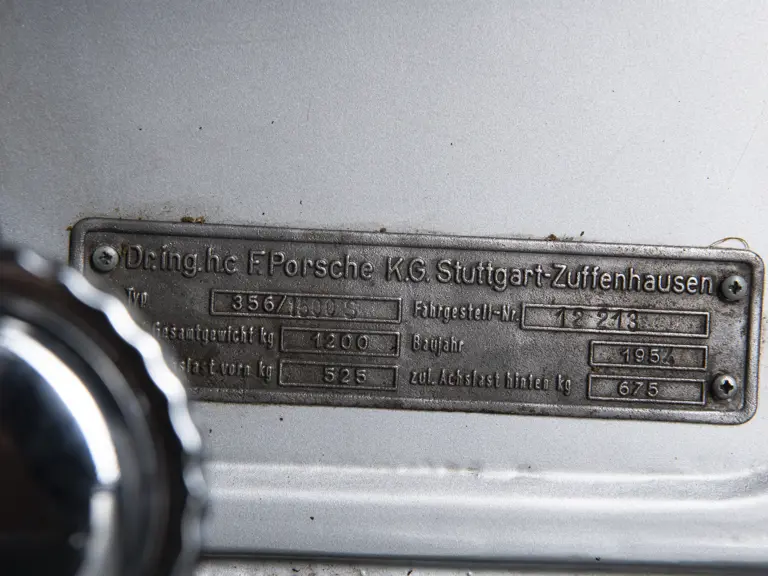 Dr.ing.h.c F.Porsche K.G. Stuttgart-Zuffenhausen
Typ 356/1500 S Fahrgestell-Nr. 12 213
Gesamtgewicht kg 1200 Baujahr 1954
vorn kg 525 zul. Achslast hinten kg 675